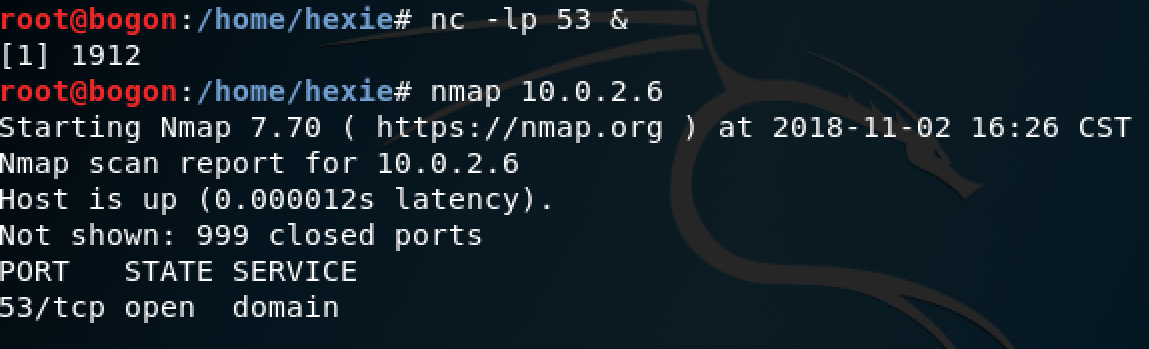 root@bogon:/home/hexie# nc -lp 53 &
[1] 1912
root@bogon:/home/hexie# nmap 10.0.2.6
Starting Nmap 7.70 ( https://nmap.org ) at 2018-11-02 16:26 CST
Nmap scan report for 10.0.2.6
Host is up (0.000012s latency).
Not shown: 999 closed ports
PORT   STATE SERVICE
53/tcp open  domain